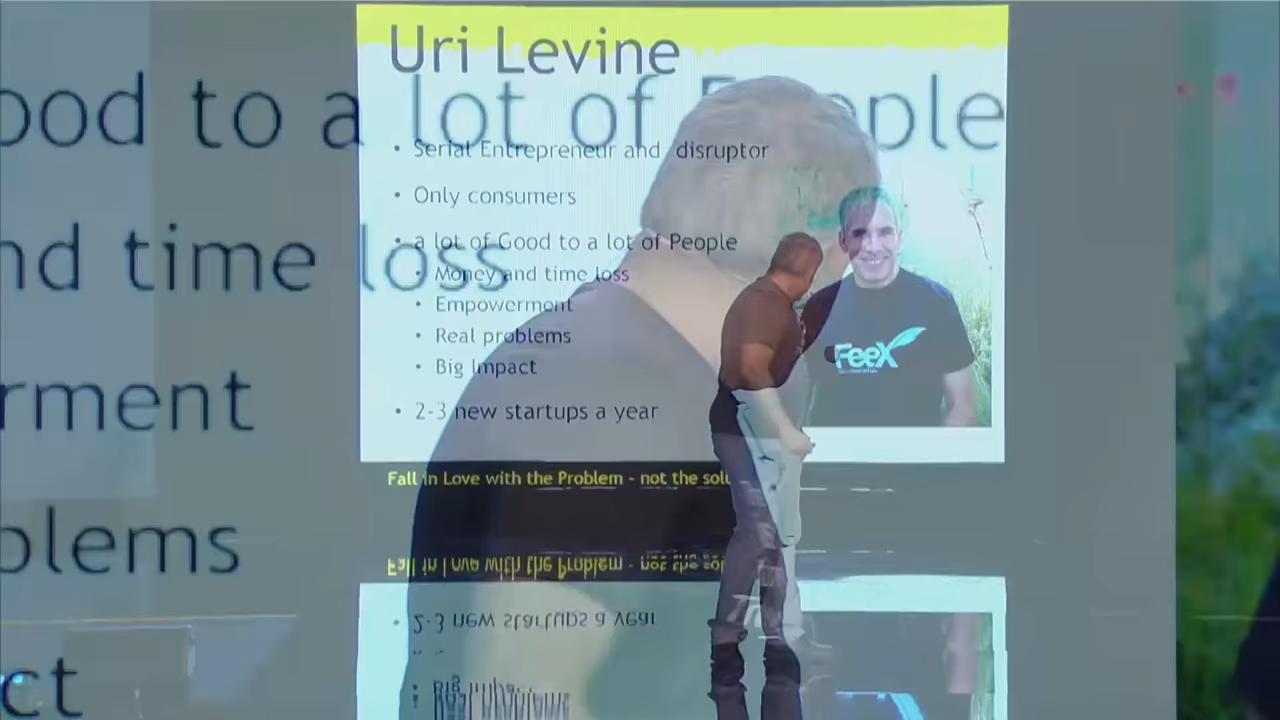 Uri Levine
ood to a lot of People
• Serial Entrepreneur and disruptor
• Only consumers
• a lot of Good to a lot of People
nd time loss
• Money and time loss
• Empowerment
• Real problems
• Big Impact
rment
• 2-3 new startups a year
Fall in Love with the Problem - not the
FeeX
blems
ct